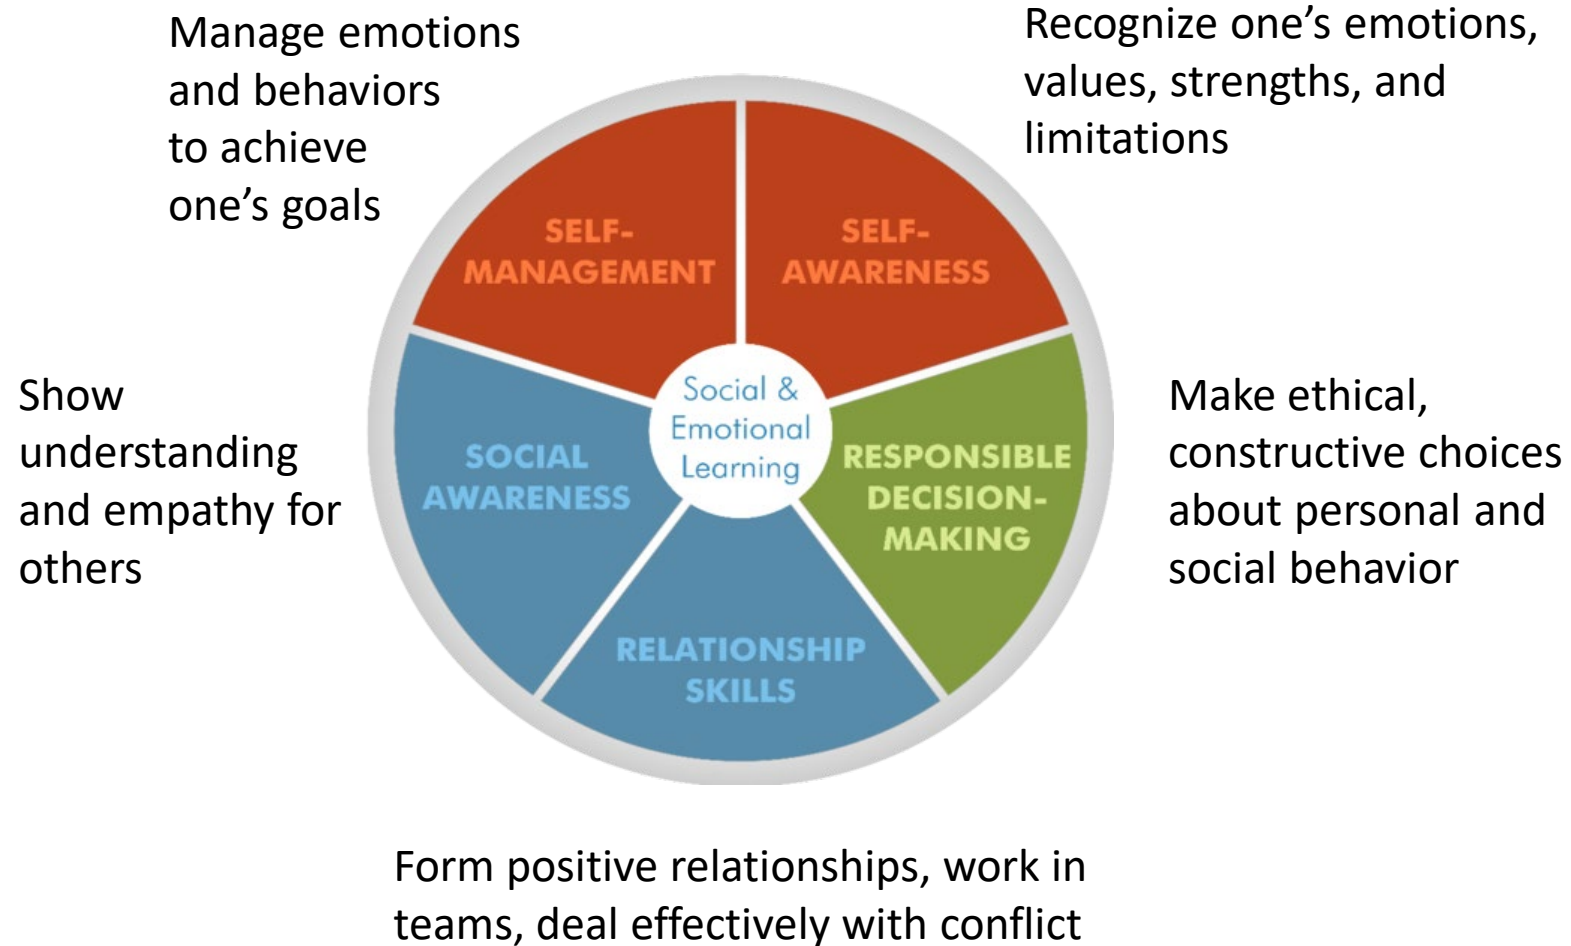 Manage emotions
and behaviors
to achieve
one’s goals
Recognize one’s emotions,
values, strengths, and
limitations
SELF-
MANAGEMENT
SELF-
AWARENESS
Show
understanding
and empathy for
others
SOCIAL
AWARENESS
Social &
Emotional
Learning
RESPONSIBLE
DECISION-
MAKING
Make ethical,
constructive choices
about personal and
social behavior
RELATIONSHIP
SKILLS
Form positive relationships, work in
teams, deal effectively with conflict